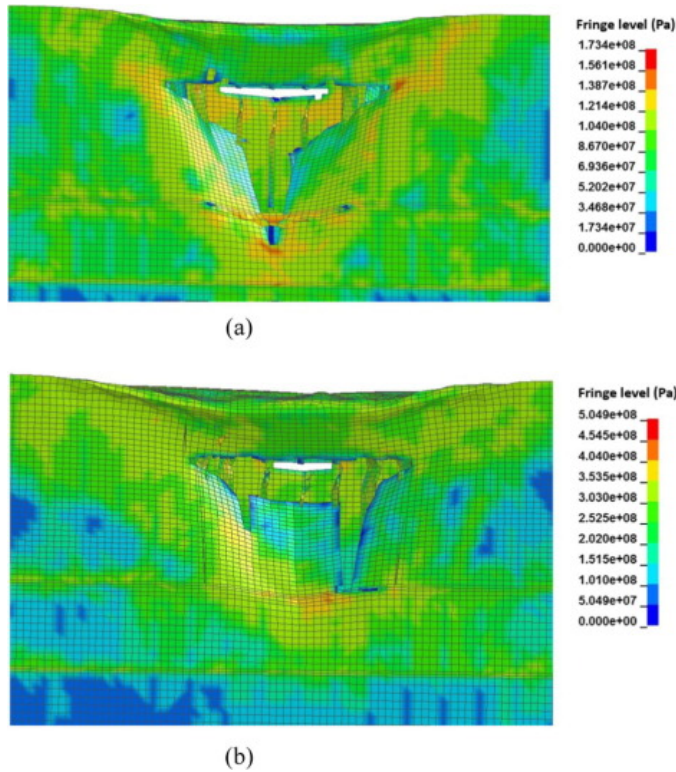 Fringe level (Pa)
1.734e+08
1.561e+08
1.387e+08
1.214e+08
1.040e+08
8.670e+07
6.936e+07
5.202e+07
3.468e+07
1.734e+07
0.000e+00
(a)
Fringe level (Pa)
5.049e+08
4.545e+08
4.040e+08
3.535e+08
3.030e+08
2.525e+08
2.020e+08
1.515e+08
1.010e+08
5.049e+07
0.000e+00
(b)